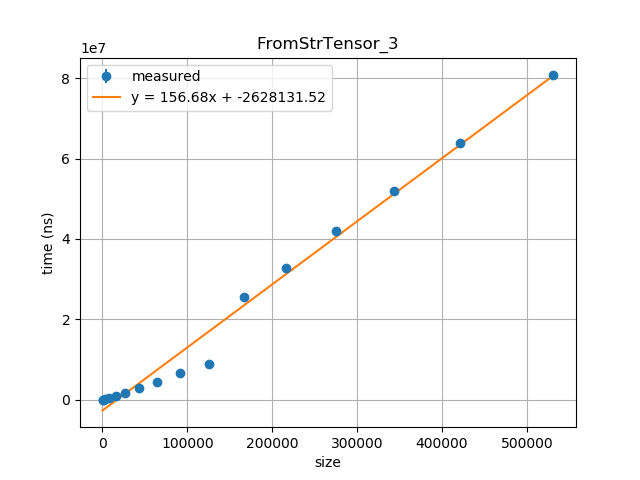 FromStrTensor_3
1e7
measured
y = 156.68x + -2628131.52
8
6
4
2
0
time (ns)
0 100000 200000 300000 400000 500000
size